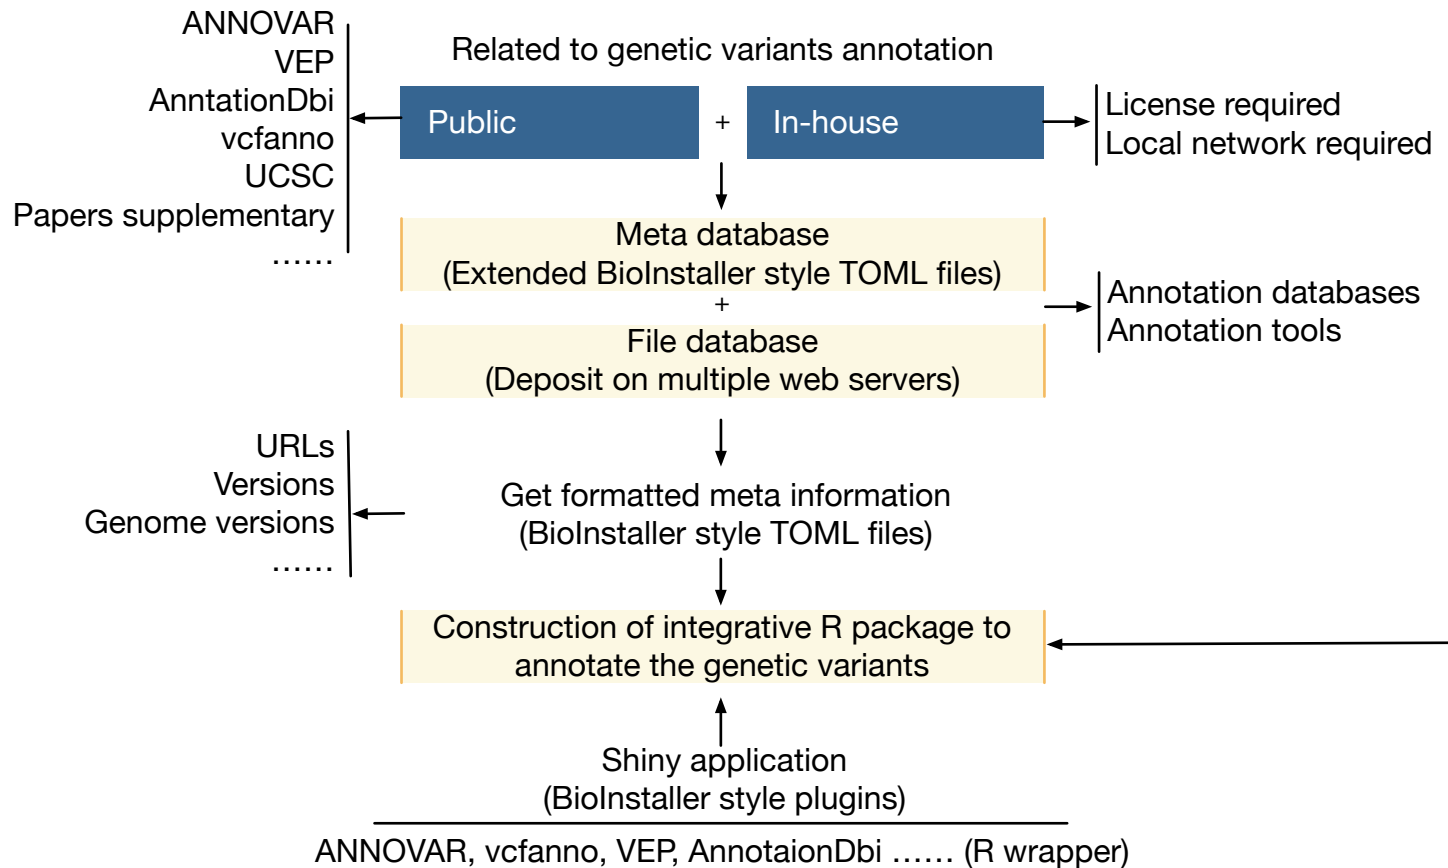 ANNOVAR
VEP
AnntationDbi
vcfanno
UCSC
Papers supplementary
......
Related to genetic variants annotation
Public
+
In-house
License required
Local network required
Meta database
(Extended BioInstaller style TOML files)
+
File database
(Deposit on multiple web servers)
Annotation databases
Annotation tools
URLs
Versions
Genome versions
......
Get formatted meta information
(BioInstaller style TOML files)
Construction of integrative R package to
annotate the genetic variants
Shiny application
(BioInstaller style plugins)
ANNOVAR, vcfanno, VEP, AnnotaionDbi ...... (R wrapper)